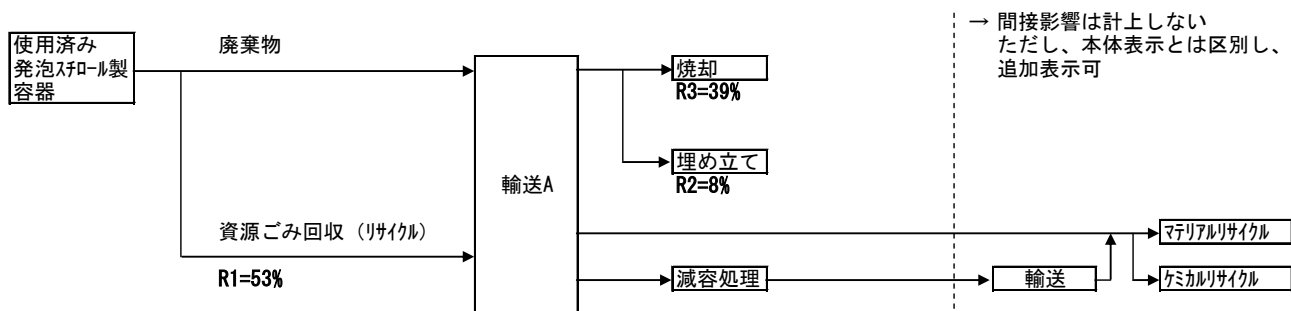 使用済み
発泡ｽﾁﾛｰﾙ製
容器
廃棄物
資源ごみ回収（ﾘｻｲｸﾙ）
R1=53%
輸送A
焼却
R3=39%
埋め立て
R2=8%
減容処理
→ 間接影響は計上しない
ただし、本体表示とは区別し、
追加表示可
輸送
ﾏﾃﾘｱﾙﾘｻｲｸﾙ
ｹﾐｶﾙﾘｻｲｸﾙ